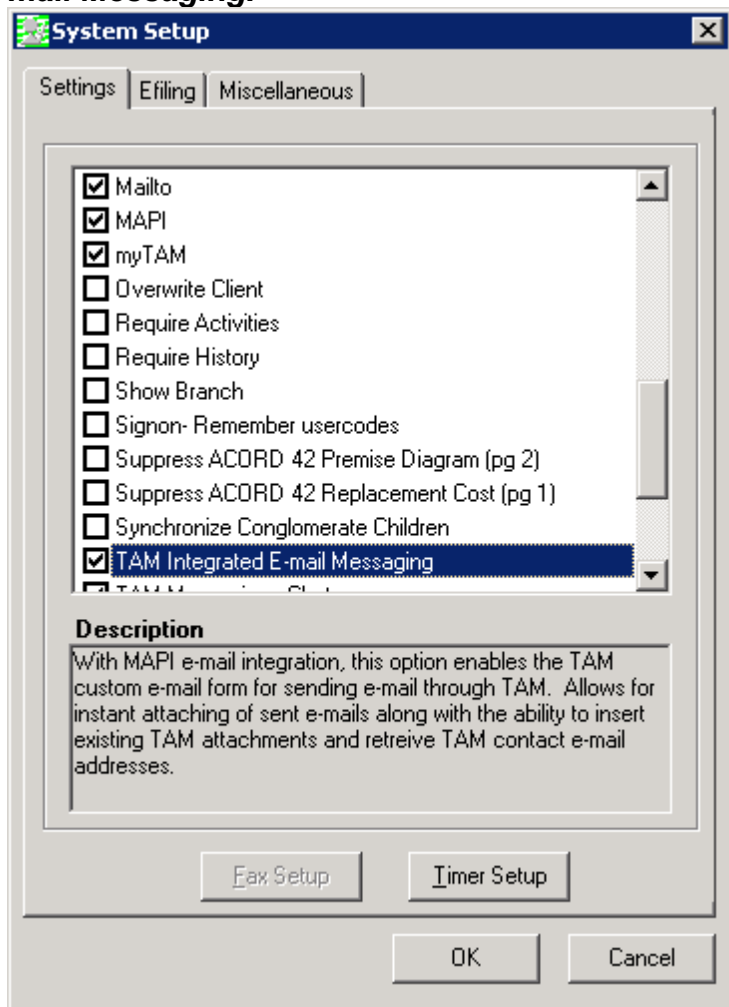 mail Messaging.
System Setup
Settings Efiling Miscellaneous
Mailto
MAPI
myTAM
Overwrite Client
Require Activities
Require History
Show Branch
Signon- Remember usercodes
Suppress ACORD 42 Premise Diagram (pg 2)
Suppress ACORD 42 Replacement Cost (pg 1)
Synchronize Conglomerate Children
TAM Integrated E-mail Messaging
Description
With MAPI e-mail integration, this option enables the TAM
custom e-mail form for sending e-mail through TAM. Allows for
instant attaching of sent e-mails along with the ability to insert
existing TAM attachments and retreive TAM contact e-mail
addresses.
Fax Setup Timer Setup
OK Cancel